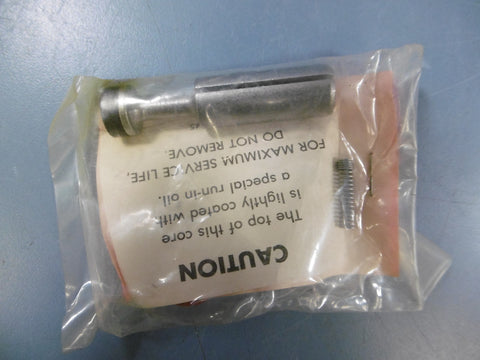 CAUTION
The top of this core
is lightly coated with
a special run-in oil.
FOR MAXIMUM SERVICE LIFE,
DO NOT REMOVE.